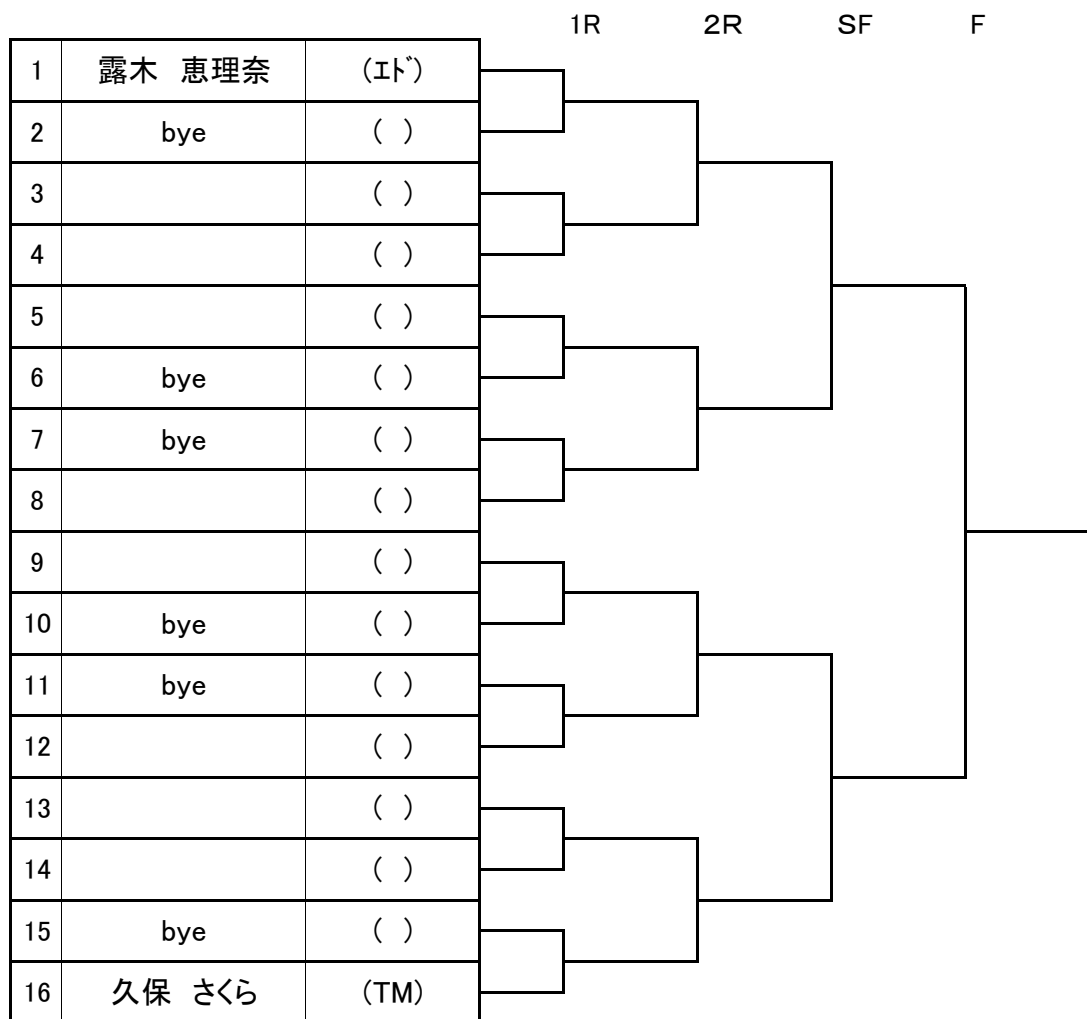 1R 2R SF F
1 露木 恵理奈 (ｴﾄﾞ)
2 bye ( )
3 ( )
4 ( )
5 ( )
6 bye ( )
7 bye ( )
8 ( )
9 ( )
10 bye ( )
11 bye ( )
12 ( )
13 ( )
14 ( )
15 bye ( )
16 久保 さくら (TM)